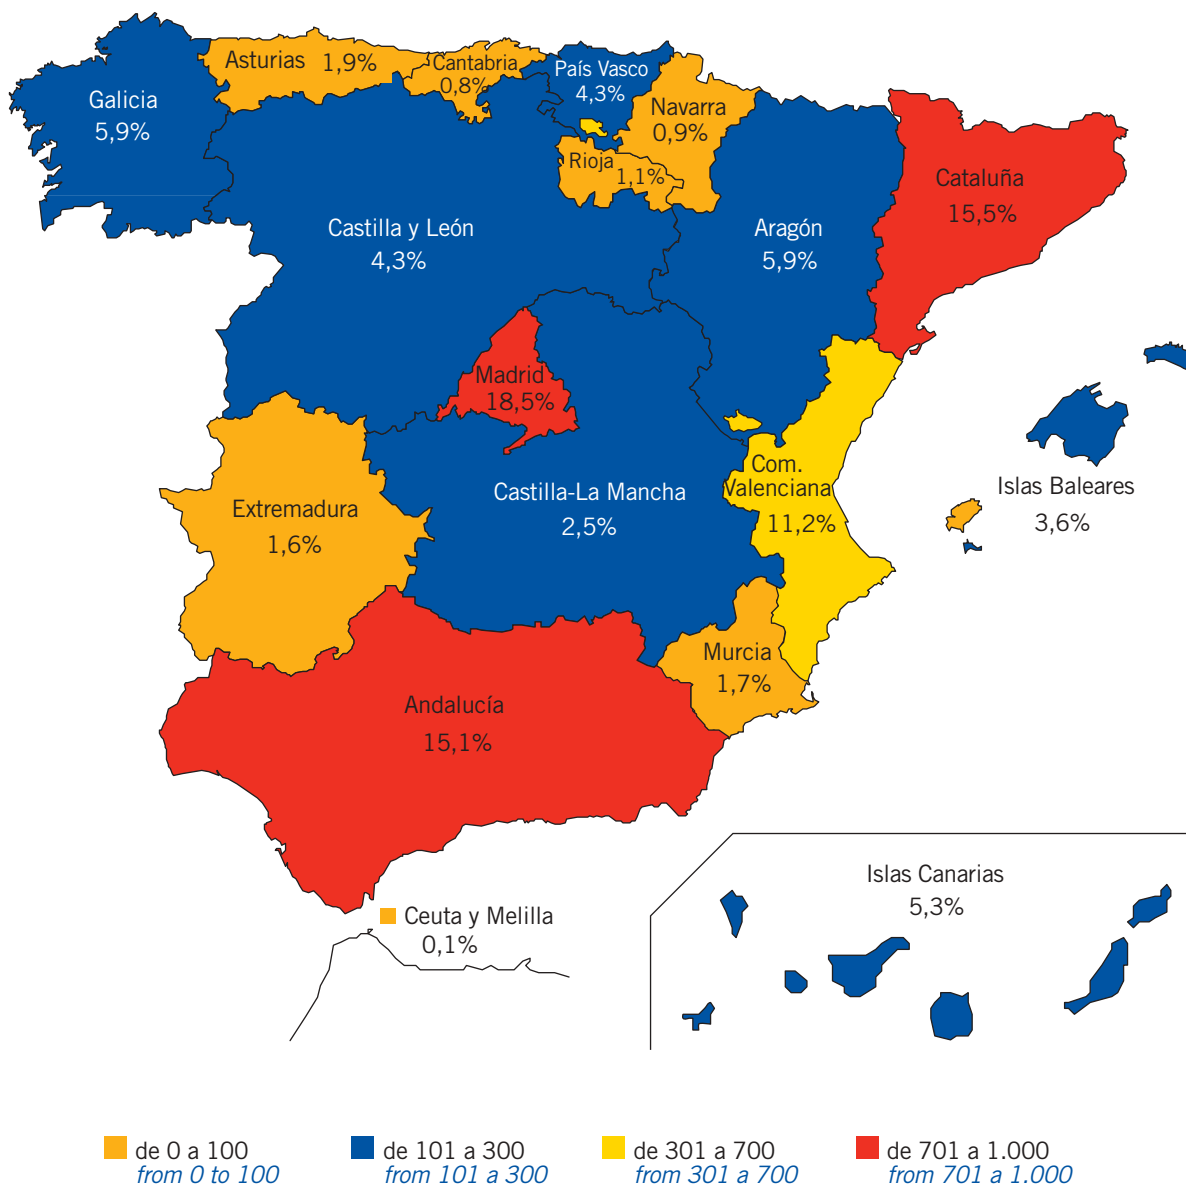 Asturias 1,9%
Cantabria
0,8%
País Vasco
4,3%
Galicia
5,9%
Navarra
0,9%
Rioja
1,1%
Cataluña
15,5%
Castilla y León
4,3%
Aragón
5,9%
Madrid
18,5%
Com.
Valenciana
11,2%
Islas Baleares
3,6%
Castilla-La Mancha
2,5%
Extremadura
1,6%
Murcia
1,7%
Andalucía
15,1%
Islas Canarias
5,3%
Ceuta y Melilla
0,1%
de 0 a 100
from 0 to 100
de 101 a 300
from 101 a 300
de 301 a 700
from 301 a 700
de 701 a 1.000
from 701 a 1.000